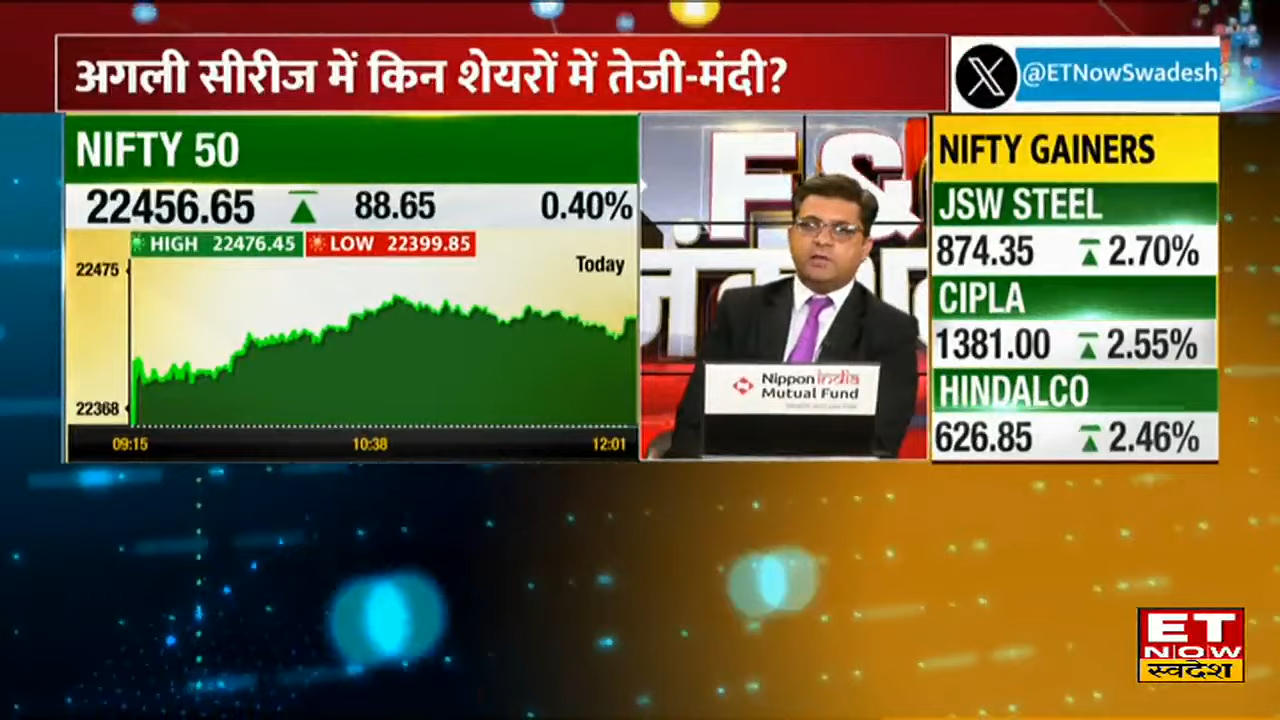 अगली सीरीज में किन शेयरों में तेजी-मंदी?
@ETNowSwadesh
NIFTY 50
22456.65 88.65 0.40%
HIGH 22476.45 LOW 22399.85
Today
22475
22368
09:15 10:38 12:01
F&
Nippon india
Mutual Fund
NIFTY GAINERS
JSW STEEL
874.35 2.70%
CIPLA
1381.00 2.55%
HINDALCO
626.85 2.46%
ET
NOW
स्वदेश